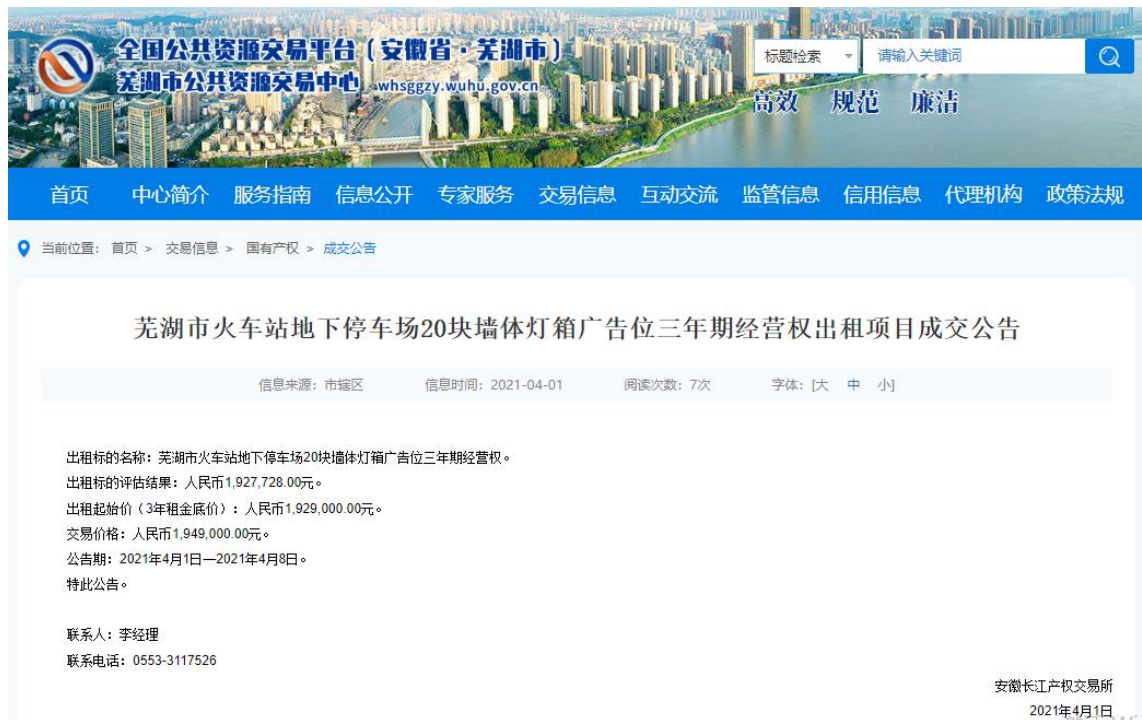 全国公共资源交易平台（安徽省·芜湖市）
芜湖市公共资源交易中心 whsggzy.wuhu.gov.cn
标题检索 请输入关键词
高效 规范 廉洁
首页 中心简介 服务指南 信息公开 专家服务 交易信息 互动交流 监管信息 信用信息 代理机构 政策法规
当前位置： 首页 > 交易信息 > 国有产权 > 成交公告
芜湖市火车站地下停车场20块墙体灯箱广告位三年期经营权出租项目成交公告
信息来源：市辖区 信息时间：2021-04-01 阅读次数：7次 字体：[大 中 小]
出租标的名称：芜湖市火车站地下停车场20块墙体灯箱广告位三年期经营权。
出租标的评估结果：人民币1,927,728.00元。
出租起始价（3年租金底价）：人民币1,929,000.00元。
交易价格：人民币1,949,000.00元。
公告期：2021年4月1日—2021年4月8日。
特此公告。
联系人：李经理
联系电话：0553-3117526
安徽长江产权交易所
2021年4月1日